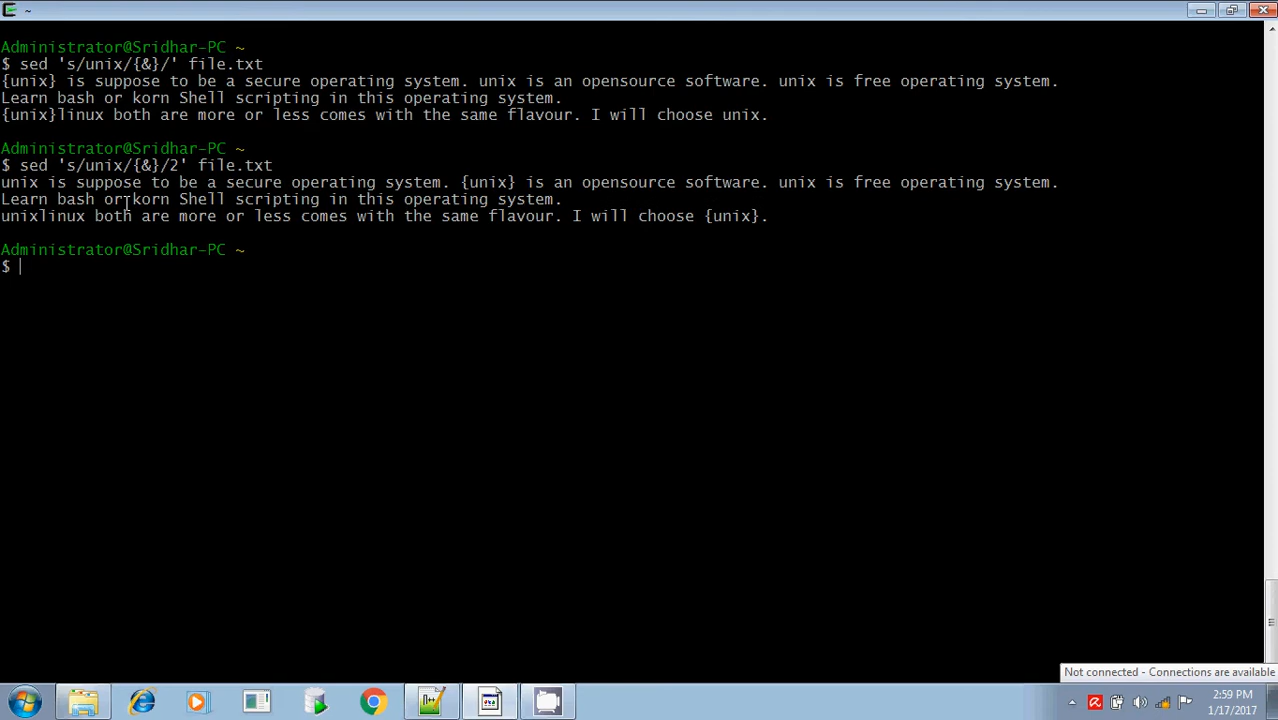 ~
Administrator@Sridhar-PC ~
$ sed 's/unix/{&}/' file.txt
{unix} is suppose to be a secure operating system. unix is an opensource software. unix is free operating system.
Learn bash or korn Shell scripting in this operating system.
{unix}linux both are more or less comes with the same flavour. I will choose unix.
Administrator@Sridhar-PC ~
$ sed 's/unix/{&}/2' file.txt
unix is suppose to be a secure operating system. {unix} is an opensource software. unix is free operating system.
Learn bash or korn Shell scripting in this operating system.
unixlinux both are more or less comes with the same flavour. I will choose {unix}.
Administrator@Sridhar-PC ~
$
Not connected - Connections are available
2:59 PM
1/17/2017